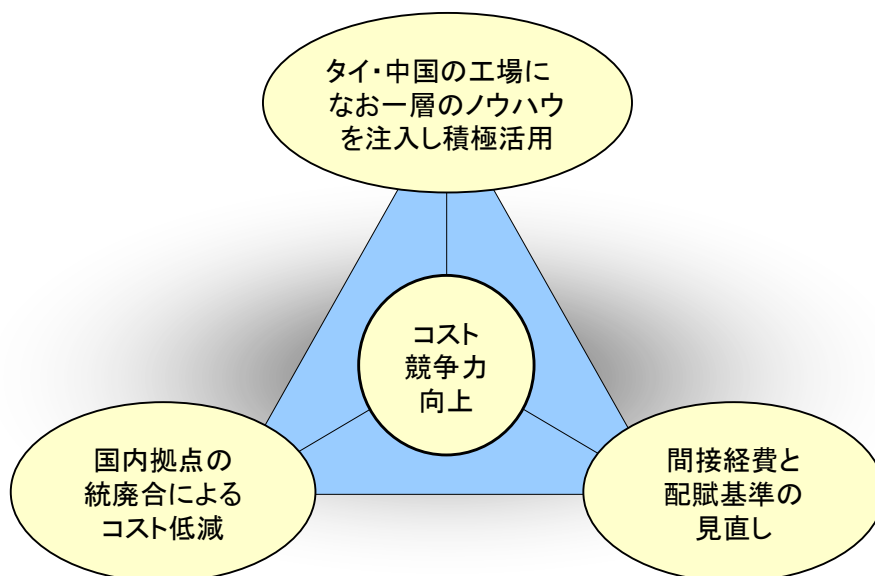 タイ・中国の工場に
なお一層のノウハウ
を注入し積極活用
コスト
競争力
向上
国内拠点の
統廃合による
コスト低減
間接経費と
配賦基準の
見直し